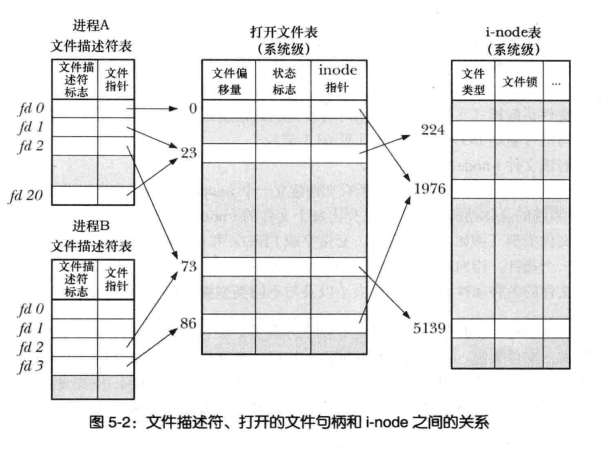 进程A
文件描述符表
文件描
述符
标志
文件
指针
fd 0
fd 1
fd 2
fd 20
进程B
文件描述符表
文件描
述符
标志
文件
指针
fd 0
fd 1
fd 2
fd 3
打开文件表
(系统级)
文件偏
移量
状态
标志
inode
指针
0
23
73
86
i-node表
(系统级)
文件
类型
文件锁
...
224
1976
5139
图 5-2：文件描述符、打开的文件句柄和 i-node 之间的关系